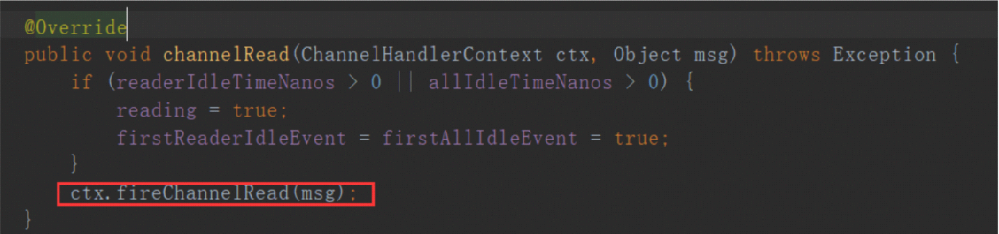 @Override
public void channelRead(ChannelHandlerContext ctx, Object msg) throws Exception {
    if (readerIdleTimeNanos > 0 || allIdleTimeNanos > 0) {
        reading = true;
        firstReaderIdleEvent = firstAllIdleEvent = true;
    }
    ctx.fireChannelRead(msg);
}